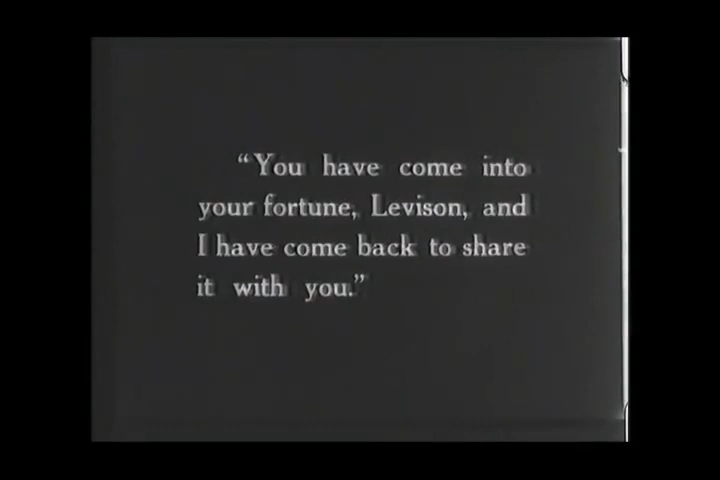 “You have come into
your fortune, Levison, and
I have come back to share
it with you.”